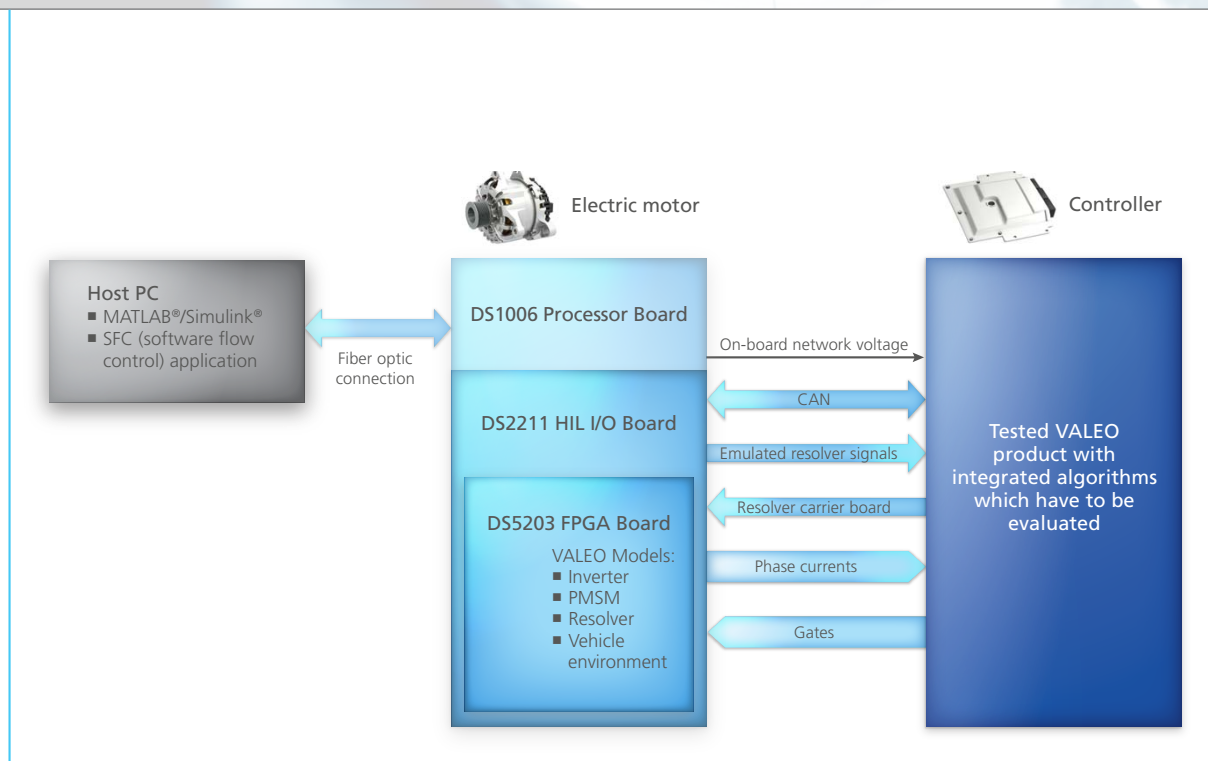 Electric motor
Controller
Host PC
■ MATLAB®/Simulink®
■ SFC (software flow
control) application
Fiber optic
connection
DS1006 Processor Board
DS2211 HIL I/O Board
DS5203 FPGA Board
VALEO Models:
■ Inverter
■ PMSM
■ Resolver
■ Vehicle
environment
On-board network voltage
CAN
Emulated resolver signals
Resolver carrier board
Phase currents
Gates
Tested VALEO
product with
integrated algorithms
which have to be
evaluated